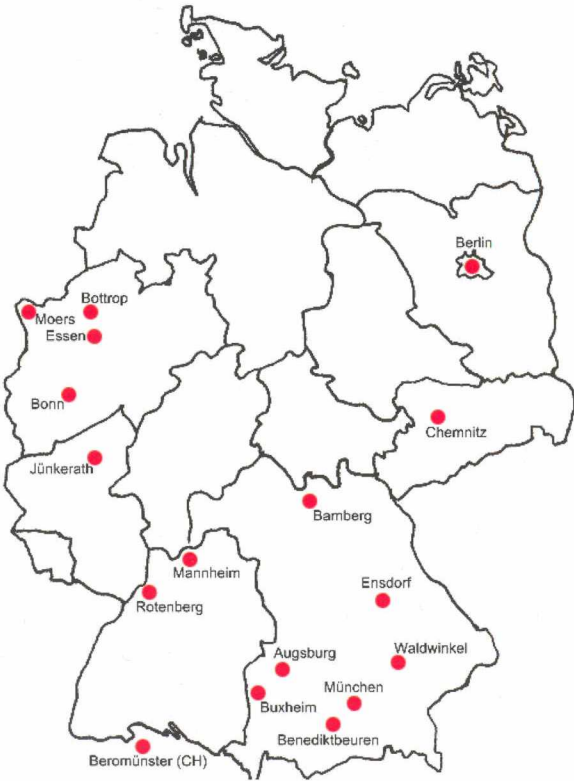 Berlin
Bottrop
Moers
Essen
Bonn
Chemnitz
Jünkerath
Bamberg
Mannheim
Rotenberg
Ensdorf
Augsburg
Waldwinkel
Buxheim
München
Benediktbeuren
Beromünster (CH)